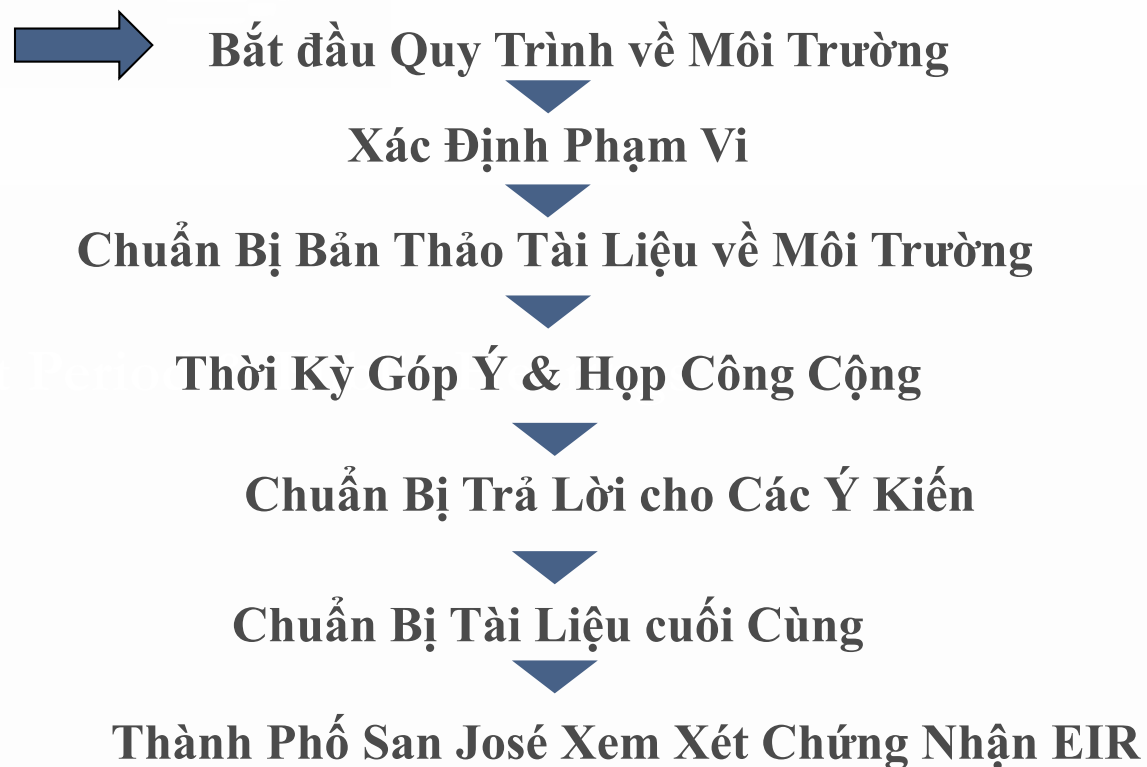 Bắt đầu Quy Trình về Môi Trường
Xác Định Phạm Vi
Chuẩn Bị Bản Thảo Tài Liệu về Môi Trường
Thời Kỳ Góp Ý & Họp Công Cộng
Chuẩn Bị Trả Lời cho Các Ý Kiến
Chuẩn Bị Tài Liệu cuối Cùng
Thành Phố San José Xem Xét Chứng Nhận EIR